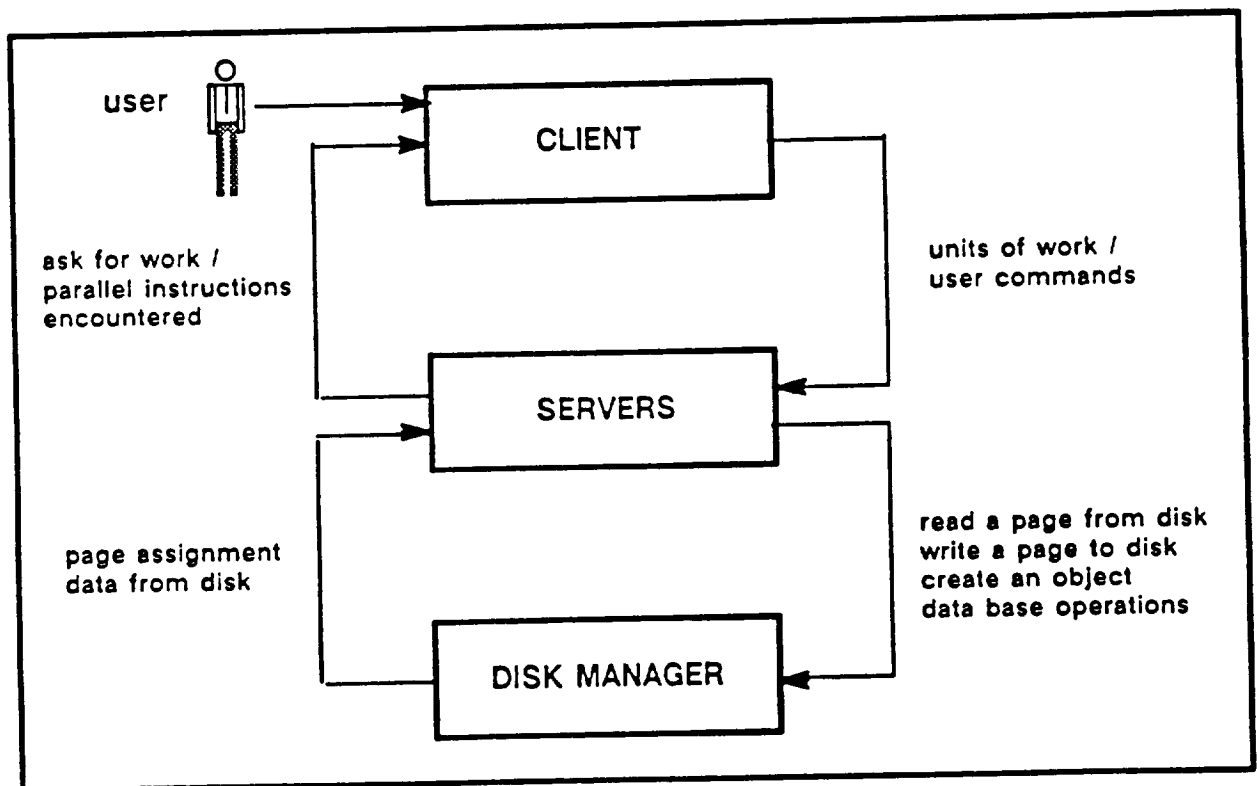 user
CLIENT
ask for work /
parallel instructions
encountered
units of work /
user commands
SERVERS
page assignment
data from disk
read a page from disk
write a page to disk
create an object
data base operations
DISK MANAGER